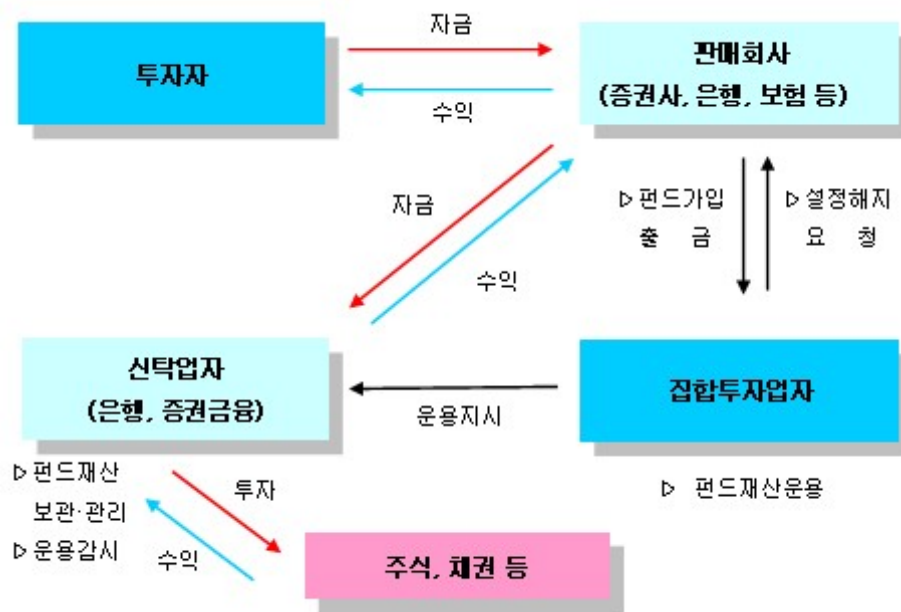 자금
투자자
판매회사
(증권사, 은행, 보험 등)
수익
자금
▷펀드가입
출 금
▷설정해지
요 청
수익
신탁업자
(은행, 증권금융)
운용지시
집합투자업자
▷펀드재산
보관·관리
▷운용감시
투자
수익
▷ 펀드재산운용
주식, 채권 등